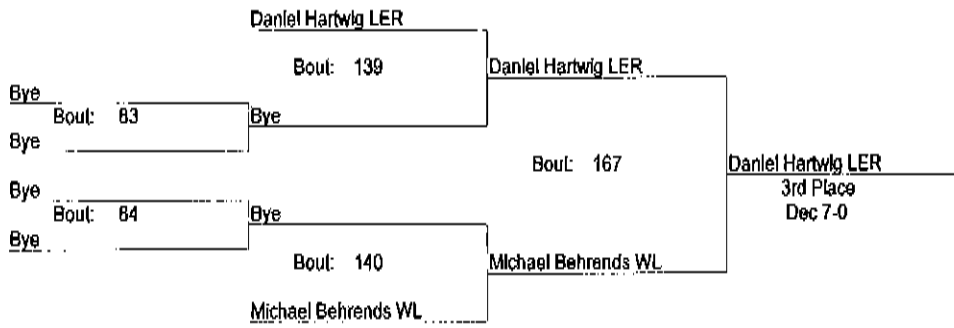 Daniel Hartwig LER
Bout: 139
Daniel Hartwig LER
Bye
Bout: 83
Bye
Bye
Bout: 167
Daniel Hartwig LER
3rd Place
Dec 7-0
Bye
Bout: 84
Bye
Bye
Bout: 140
Michael Behrends WL
Michael Behrends WL